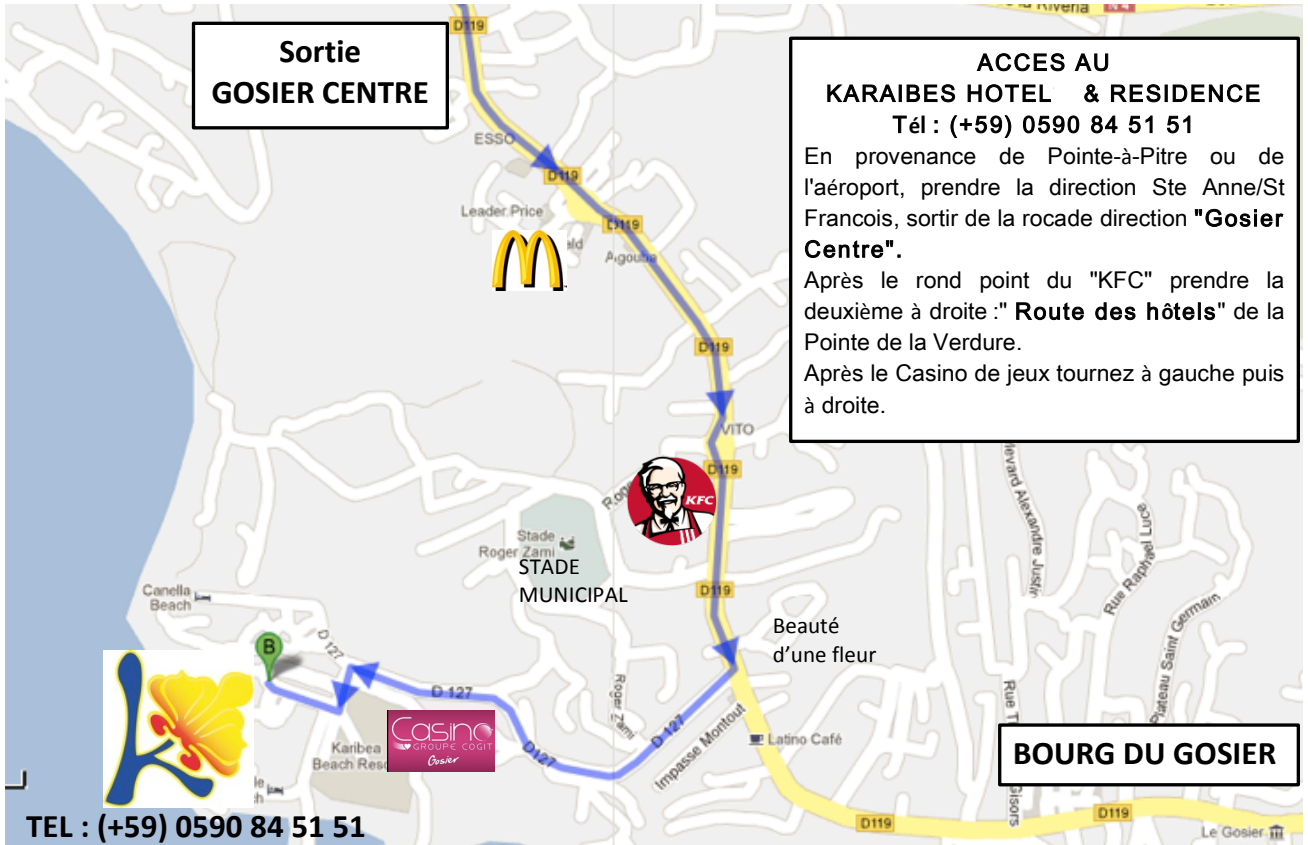 Sortie
GOSIER CENTRE
ACCES AU
KARAIBES HOTEL & RESIDENCE
Tél : (+59) 0590 84 51 51
En provenance de Pointe-à-Pitre ou de
l'aéroport, prendre la direction Ste Anne/St
Francois, sortir de la rocade direction "Gosier
Centre".
Après le rond point du "KFC" prendre la
deuxième à droite :" Route des hôtels" de la
Pointe de la Verdure.
Après le Casino de jeux tournez à gauche puis
à droite.
N 4
D119
ESSO
D119
Leader Price
D119
Agouba
D119
VITO
D119
KFC
Stade
Roger Zami
STADE
MUNICIPAL
D119
Canella
Beach
Beauté
d'une fleur
B
D 127
D 127
D127
D 127
Roger Zami
Impasse Montout
Casino
GROUPE COGIT
Gosier
Karibea
Beach
Latino Café
Alexandre Justin
Rue Raphael Luce
Plateau Saint Germain
BOURG DU GOSIER
Gisors
D119
D119
Le Gosier
TEL : (+59) 0590 84 51 51